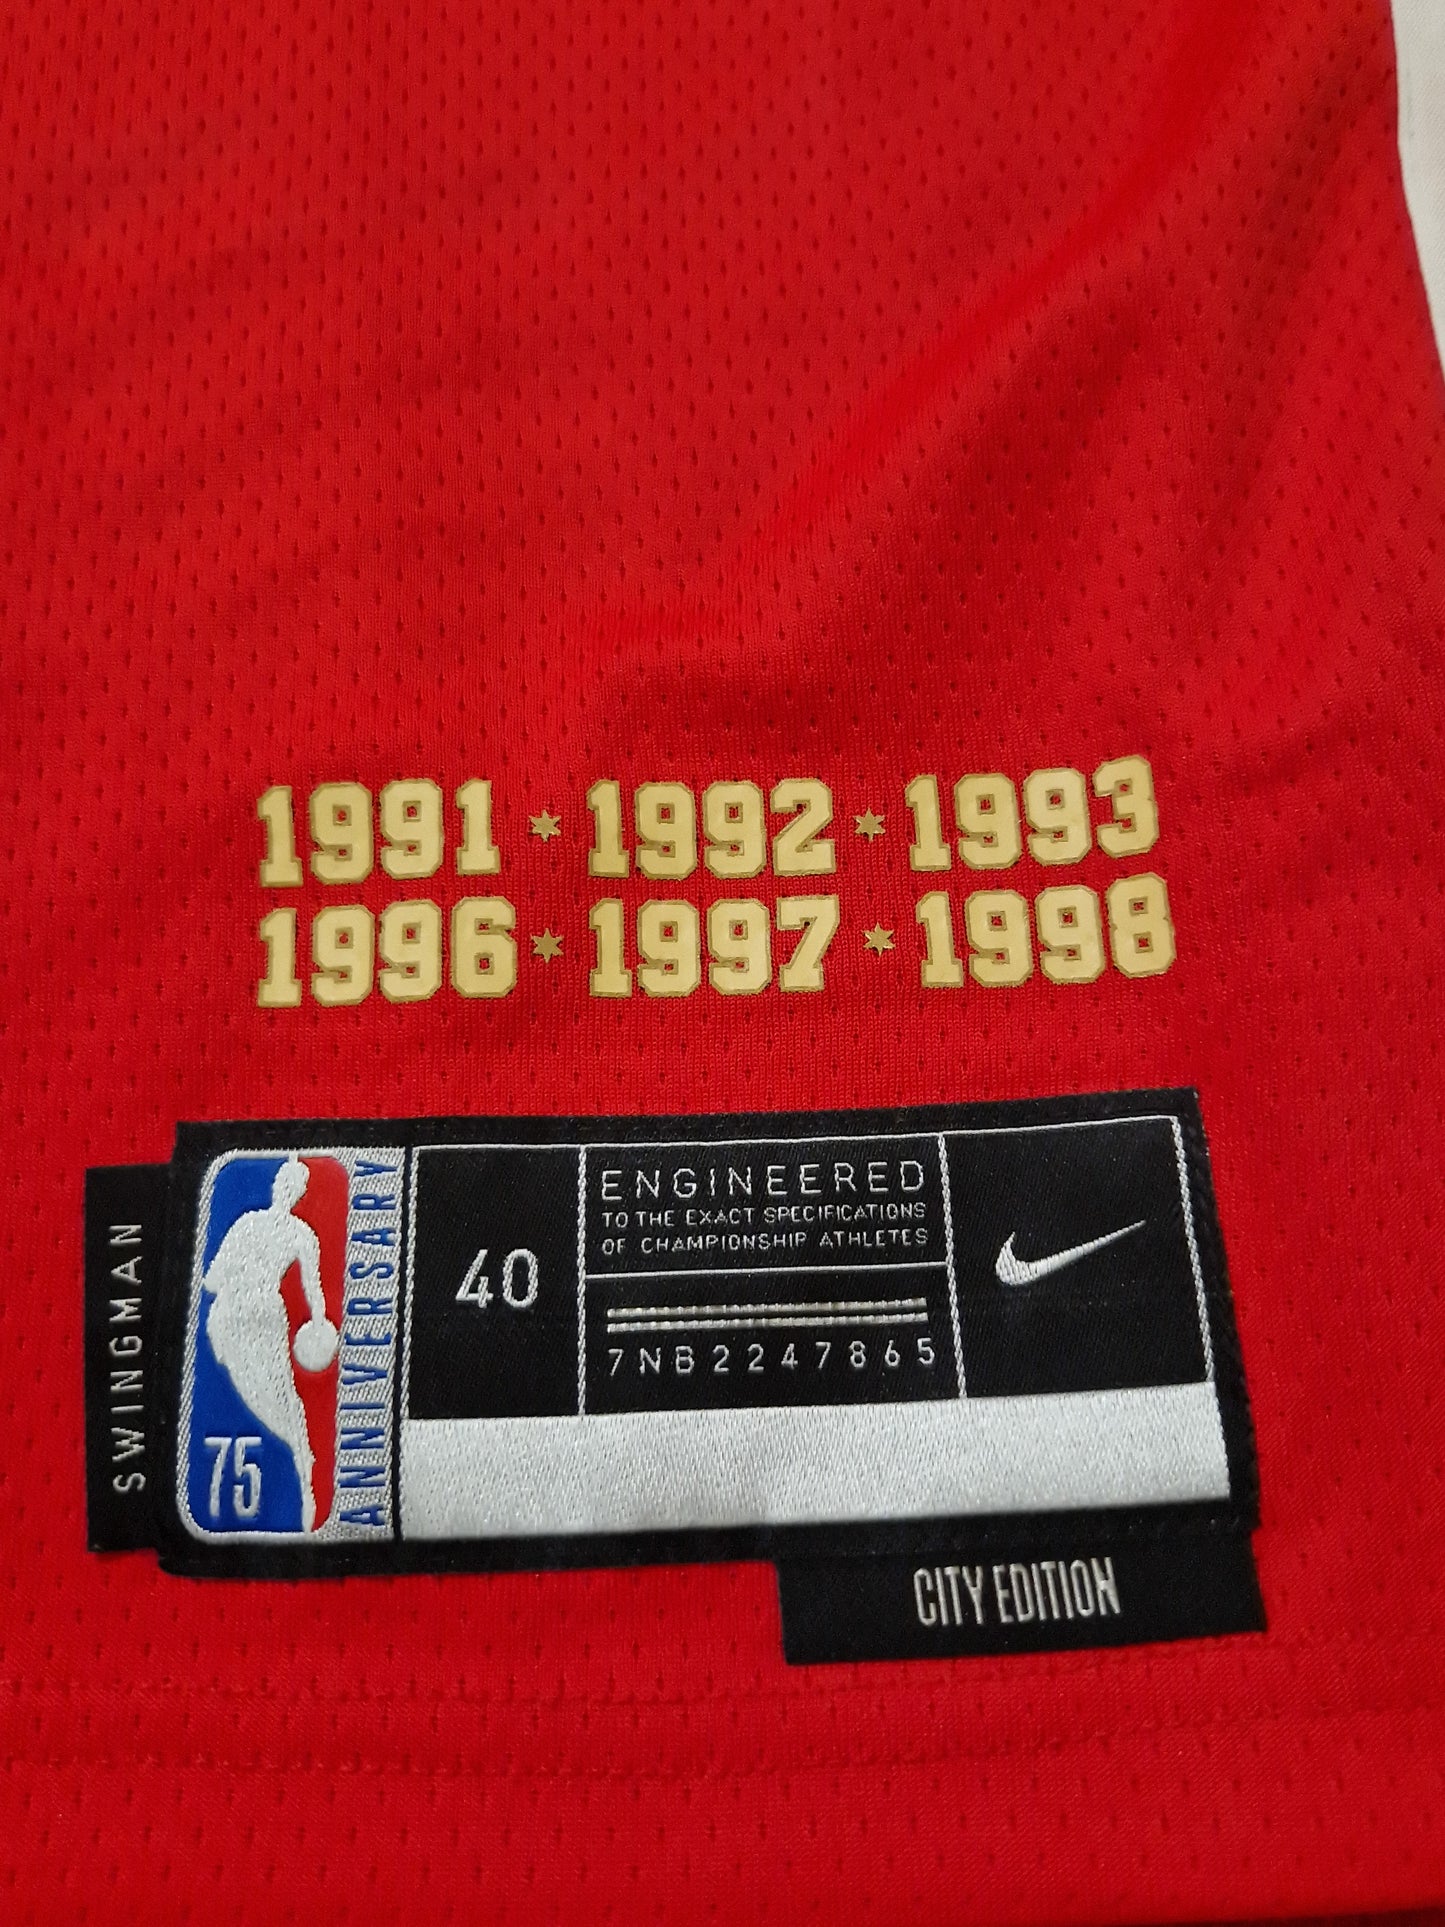 1991 * 1992 * 1993
1996 * 1997 * 1998
SWINGMAN
75
ANNIVERSARY
40
ENGINEERED
TO THE EXACT SPECIFICATIONS
OF CHAMPIONSHIP ATHLETES
7NB2247865
CITY EDITION